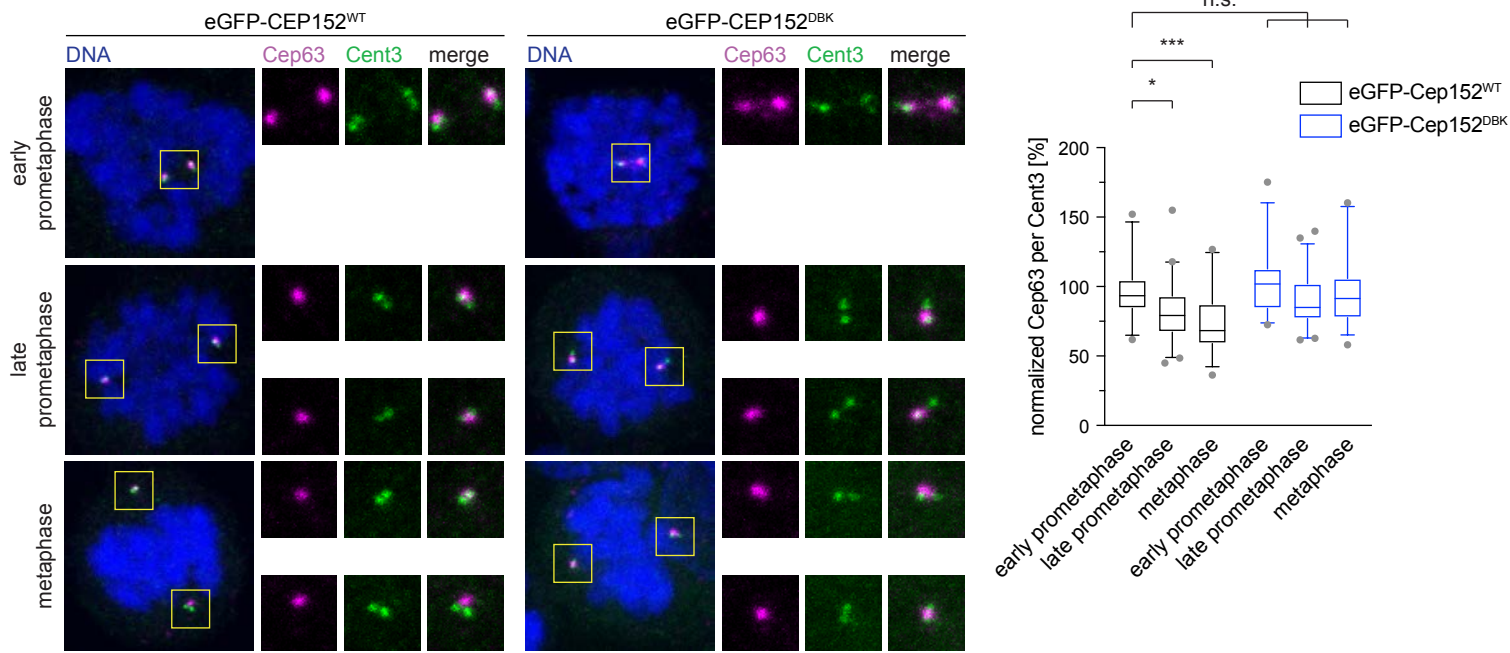 eGFP-CEP152WT
eGFP-CEP152DBK
DNA Cep63 Cent3 merge
DNA Cep63 Cent3 merge
early
prometaphase
late
prometaphase
metaphase
n.s.
***
*
eGFP-Cep152WT
eGFP-Cep152DBK
normalized Cep63 per Cent3 [%]
200
150
100
50
0
early prometaphase
late prometaphase
metaphase
early prometaphase
late prometaphase
metaphase